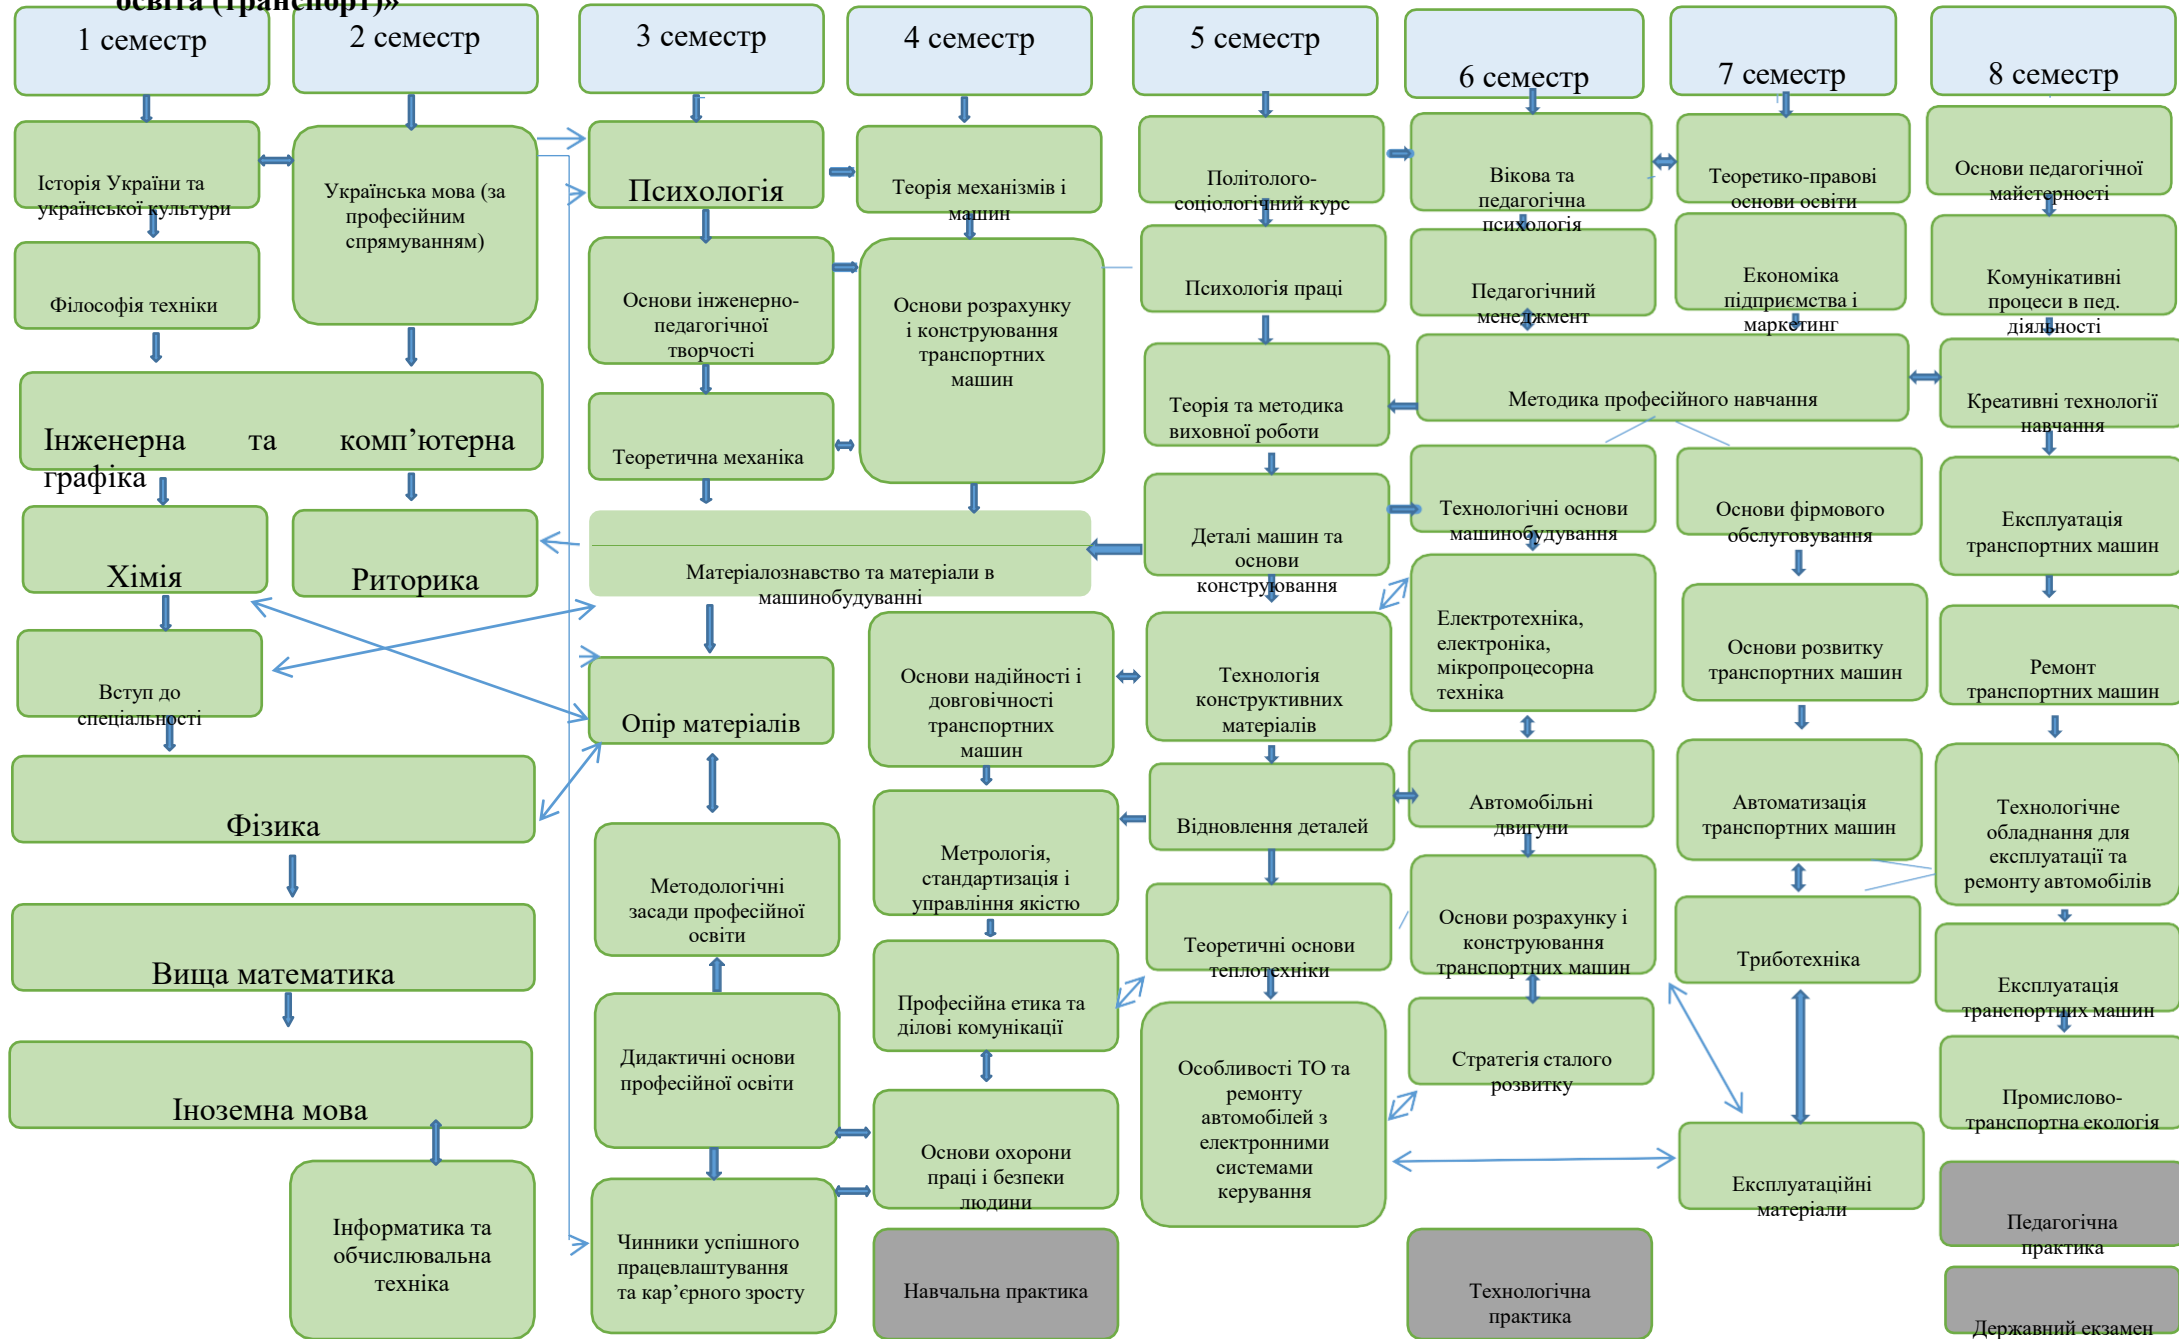 освіта (транспорт)»
1 семестр
2 семестр
3 семестр
4 семестр
5 семестр
6 семестр
7 семестр
8 семестр
Історія України та
української культури
Філософія техніки
Українська мова (за
професійним
спрямуванням)
Інженерна та комп’ютерна
графіка
Хімія
Риторика
Вступ до
спеціальності
Фізика
Вища математика
Іноземна мова
Інформатика та
обчислювальна
техніка
Психологія
Основи інженерно-
педагогічної
творчості
Теоретична механіка
Матеріалознавство та матеріали в
машинобудуванні
Опір матеріалів
Методологічні
засади професійної
освіти
Дидактичні основи
професійної освіти
Чинники успішного
працевлаштування
та кар’єрного зросту
Теорія механізмів і
машин
Основи розрахунку
і конструювання
транспортних
машин
Основи надійності і
довговічності
транспортних
машин
Метрологія,
стандартизація і
управління якістю
Професійна етика та
ділові комунікації
Основи охорони
праці і безпеки
людини
Навчальна практика
Політолого-
соціологічний курс
Психологія праці
Теорія та методика
виховної роботи
Деталі машин та
основи
конструювання
Технологія
конструктивних
матеріалів
Відновлення деталей
Теоретичні основи
теплотехніки
Особливості ТО та
ремонту
автомобілей з
електронними
системами
керування
Вікова та
педагогічна
психологія
Педагогічний
менеджмент
Методика професійного навчання
Технологічні основи
машинобудування
Електротехніка,
електроніка,
мікропроцесорна
техніка
Автомобільні
двигуни
Основи розрахунку і
конструювання
транспортних машин
Стратегія сталого
розвитку
Технологічна
практика
Теоретико-правові
основи освіти
Економіка
підприємства і
маркетинг
Основи фірмового
обслуговування
Основи розвитку
транспортних машин
Автоматизація
транспортних машин
Триботехніка
Експлуатаційні
матеріали
Основи педагогічної
майстерності
Комунікативні
процеси в пед.
діяльності
Креативні технології
навчання
Експлуатація
транспортних машин
Ремонт
транспортних машин
Технологічне
обладнання для
експлуатації та
ремонту автомобілів
Експлуатація
транспортних машин
Промислово-
транспортна екологія
Педагогічна
практика
Державний екзамен